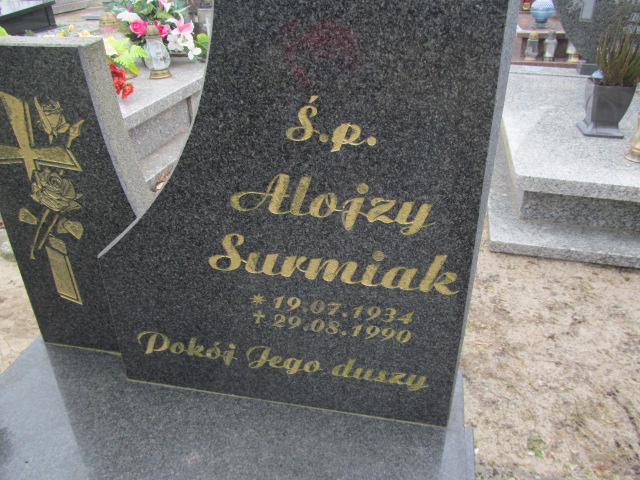 Ś.p.
Alojzy
Surmiak
* 19.07.1934
✝ 29.08.1990
Pokój Jego duszy